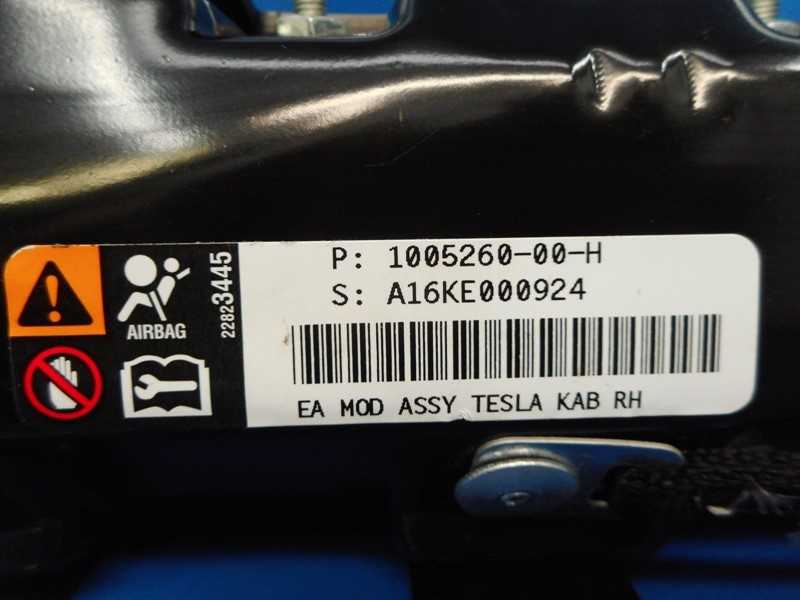 P: 1005260-00-H
S: A16KE000924
AIRBAG
22823445
EA MOD ASSY TESLA KAB RH